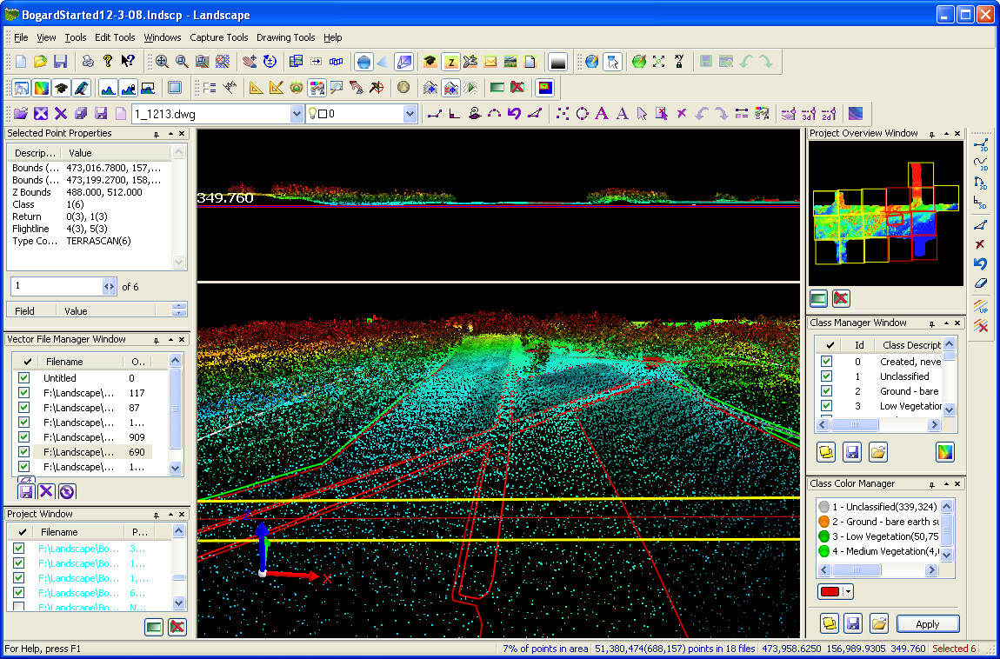 BogardStarted12-3-08.lndscp - Landscape
File View Tools Edit Tools Windows Capture Tools Drawing Tools Help
1_1213.dwg
0
Selected Point Properties
Descrip... Value
Bounds (... 473,016.7800, 157,...
Bounds (... 473,199.2700, 158,...
Z Bounds 488.000, 512.000
Class 1(6)
Return 0(3), 1(3)
Flightline 4(3), 5(3)
Type Co... TERRASCAN(6)
1 of 6
Field Value
Vector File Manager Window
Filename O...
Untitled 0
F:\Landscape\... 117
F:\Landscape\... 87
F:\Landscape\... 1...
F:\Landscape\... 909
F:\Landscape\... 690
F:\Landscape\... 1...
Project Window
Filename P...
F:\Landscape\Bo... 3...
F:\Landscape\Bo... 1...
F:\Landscape\Bo... 1,...
F:\Landscape\Bo... 6...
F:\Landscape\Bo... N...
349.760
X
Project Overview Window
Class Manager Window
Id Class Descript
0 Created, neve
1 Unclassified
2 Ground - bare
3 Low Vegetation
Class Color Manager
1 - Unclassified(339,324)
2 - Ground - bare earth su
3 - Low Vegetation(50,75
4 - Medium Vegetation(4,
Apply
3D
3D
3D
3D
UP
For Help, press F1
7% of points in area 51,380,474(688,157) points in 18 files 473,958.6250 156,989.9305 349.760 Selected 6